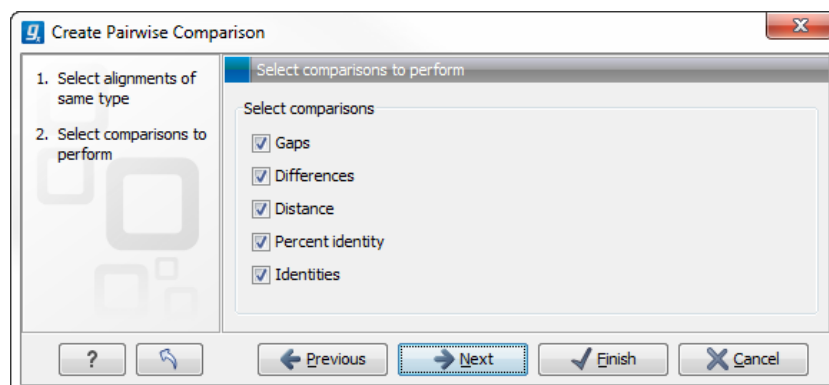 Create Pairwise Comparison
1. Select alignments of
same type
2. Select comparisons to
perform
Select comparisons to perform
Select comparisons
Gaps
Differences
Distance
Percent identity
Identities
?
Previous
Next
Finish
Cancel